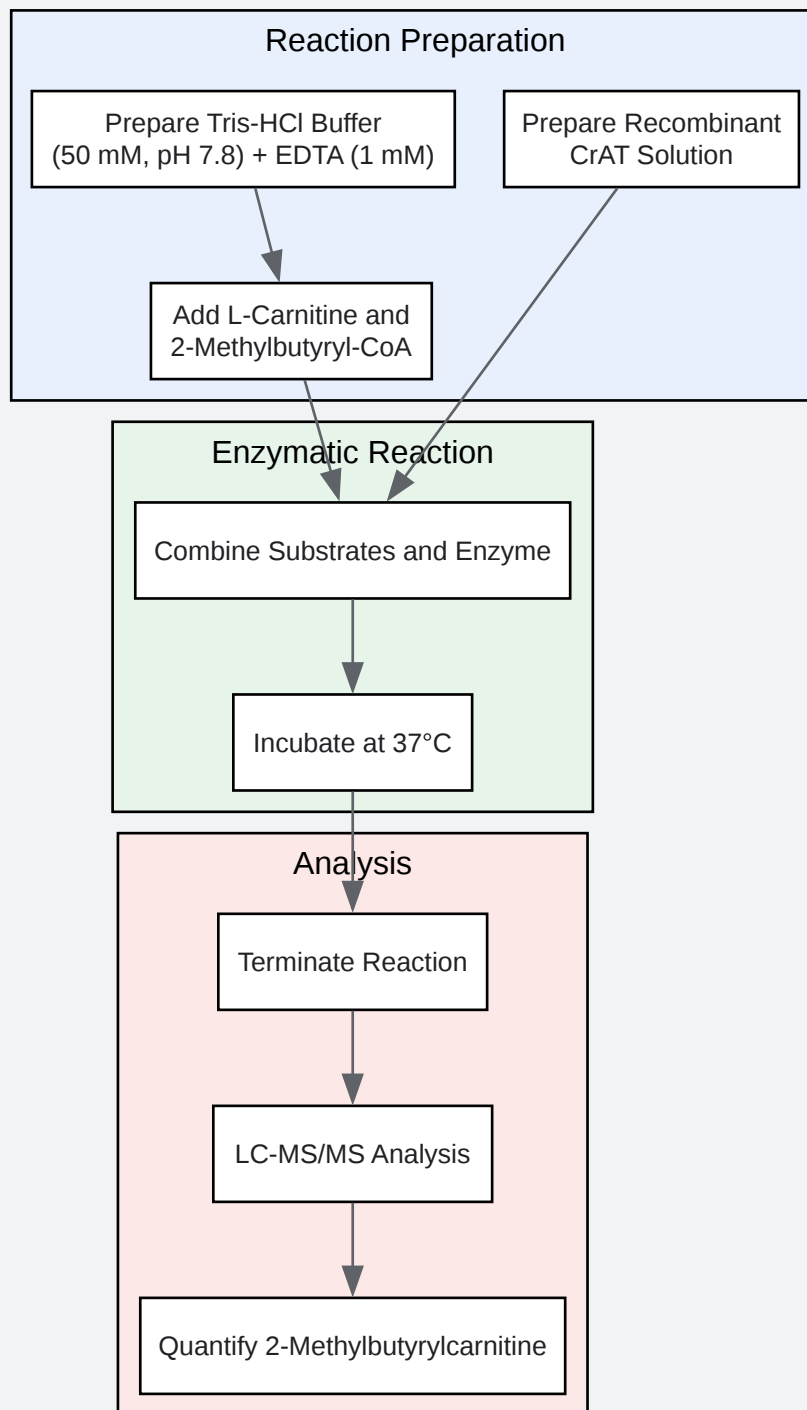 Reaction Preparation
Prepare Tris-HCl Buffer
(50 mM, pH 7.8) + EDTA (1 mM)
Prepare Recombinant
CrAT Solution
Add L-Carnitine and
2-Methylbutyryl-CoA
Enzymatic Reaction
Combine Substrates and Enzyme
Incubate at 37°C
Analysis
Terminate Reaction
LC-MS/MS Analysis
Quantify 2-Methylbutyrylcarnitine